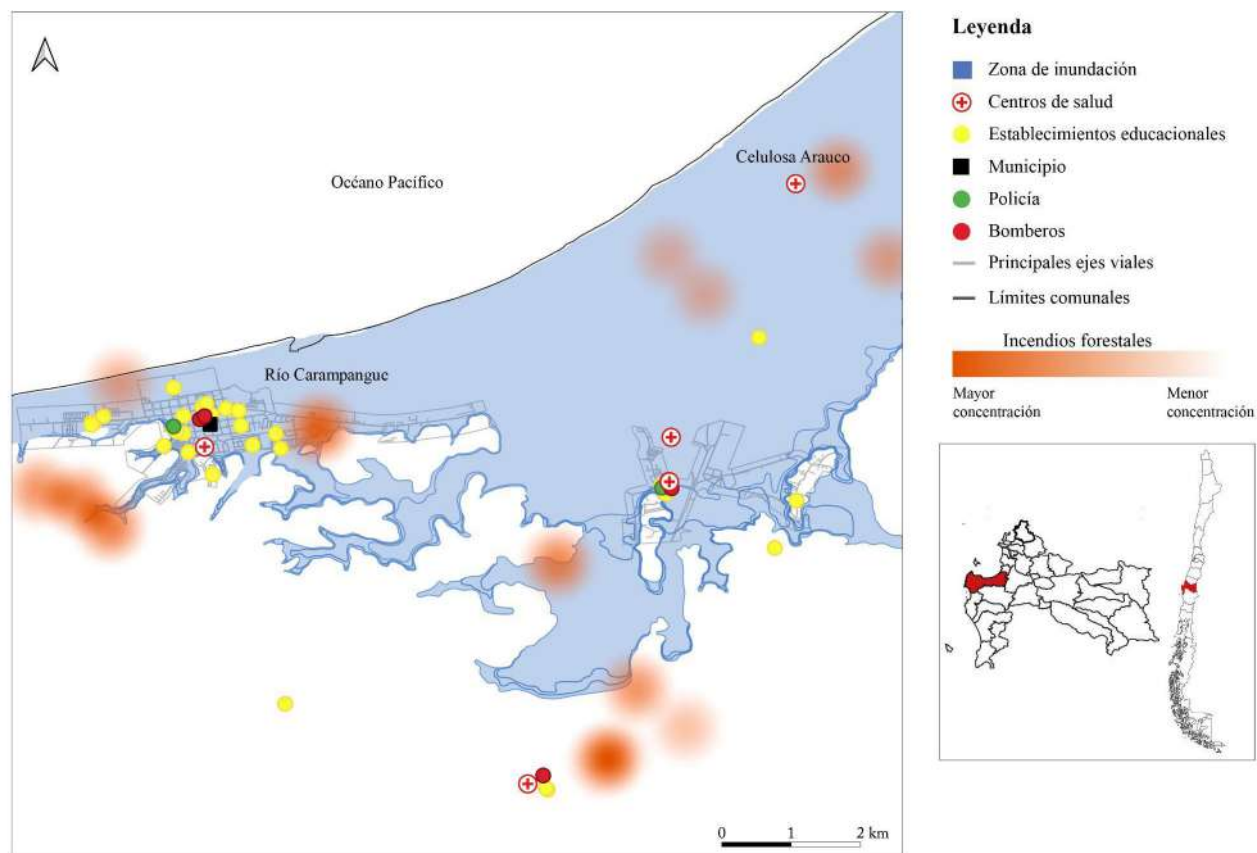 Leyenda
Zona de inundación
Centros de salud
Establecimientos educacionales
Municipio
Policía
Bomberos
Principales ejes viales
Límites comunales
Incendios forestales
Mayor
concentración
Menor
concentración
Océano Pacífico
Celulosa Arauco
Río Carampangue
0 1 2 km